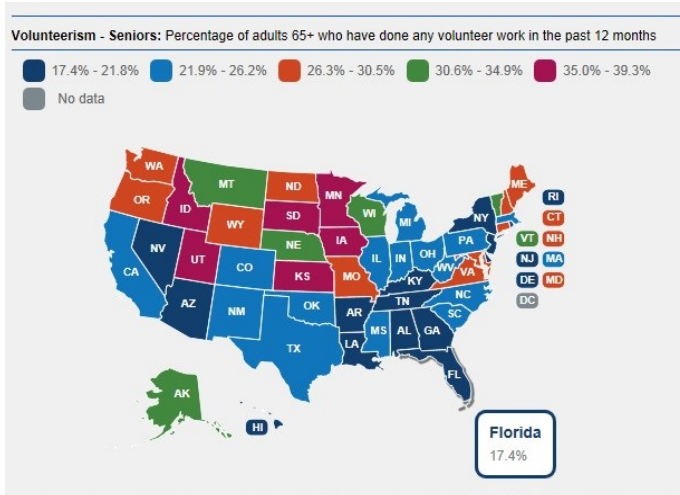 Volunteerism - Seniors: Percentage of adults 65+ who have done any volunteer work in the past 12 months
17.4% - 21.8% 21.9% - 26.2% 26.3% - 30.5% 30.6% - 34.9% 35.0% - 39.3%
No data
WA
MT
ND
MN
ME
OR
ID
SD
WI
MI
NY
RI
WY
CT
NV
NE
IA
PA
VT NH
CA
UT
CO
IL
IN
OH
NJ MA
KS
MO
WV
VA
DE MD
KY
DC
AZ
NM
OK
AR
TN
NC
SC
TX
LA
MS
AL
GA
FL
AK
HI
Florida
17.4%